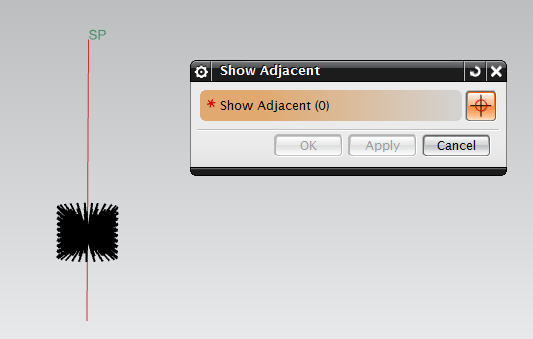 SP
Show Adjacent
* Show Adjacent (0)
OK
Apply
Cancel